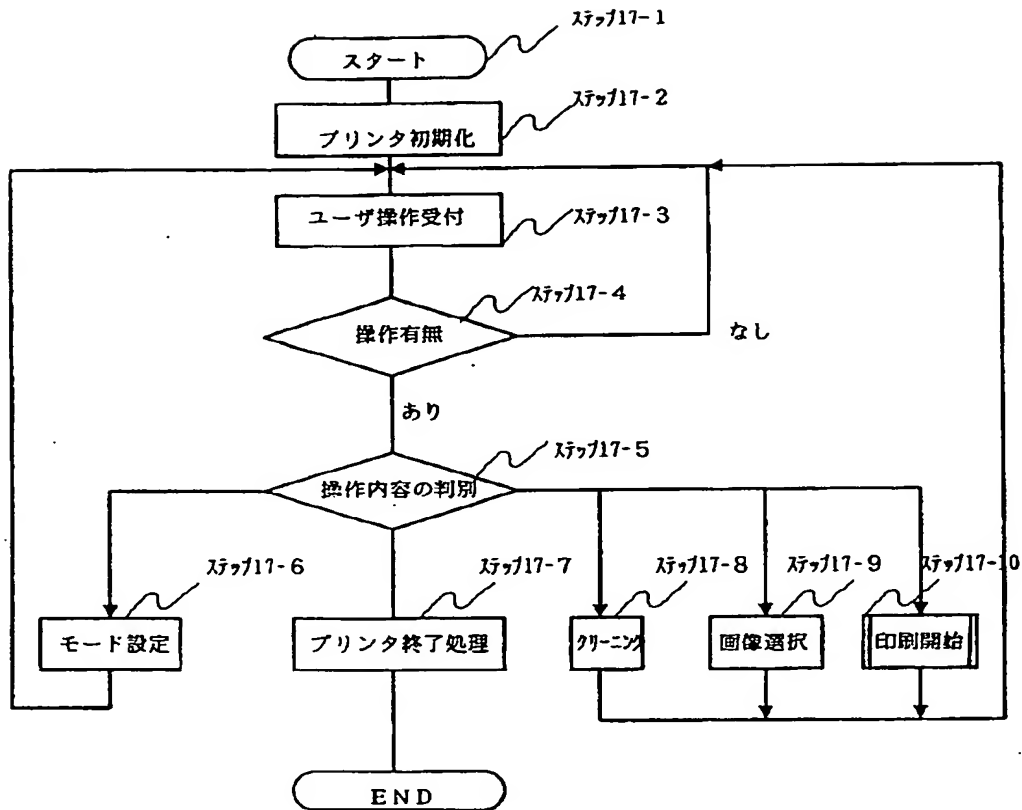 ステップ17-1
スタート
ステップ17-2
プリンタ初期化
ユーザ操作受付
ステップ17-3
ステップ17-4
操作有無
なし
あり
ステップ17-5
操作内容の判別
ステップ17-6
ステップ17-7
ステップ17-8
ステップ17-9
ステップ17-10
モード設定
プリンタ終了処理
クリーニング
画像選択
印刷開始
END